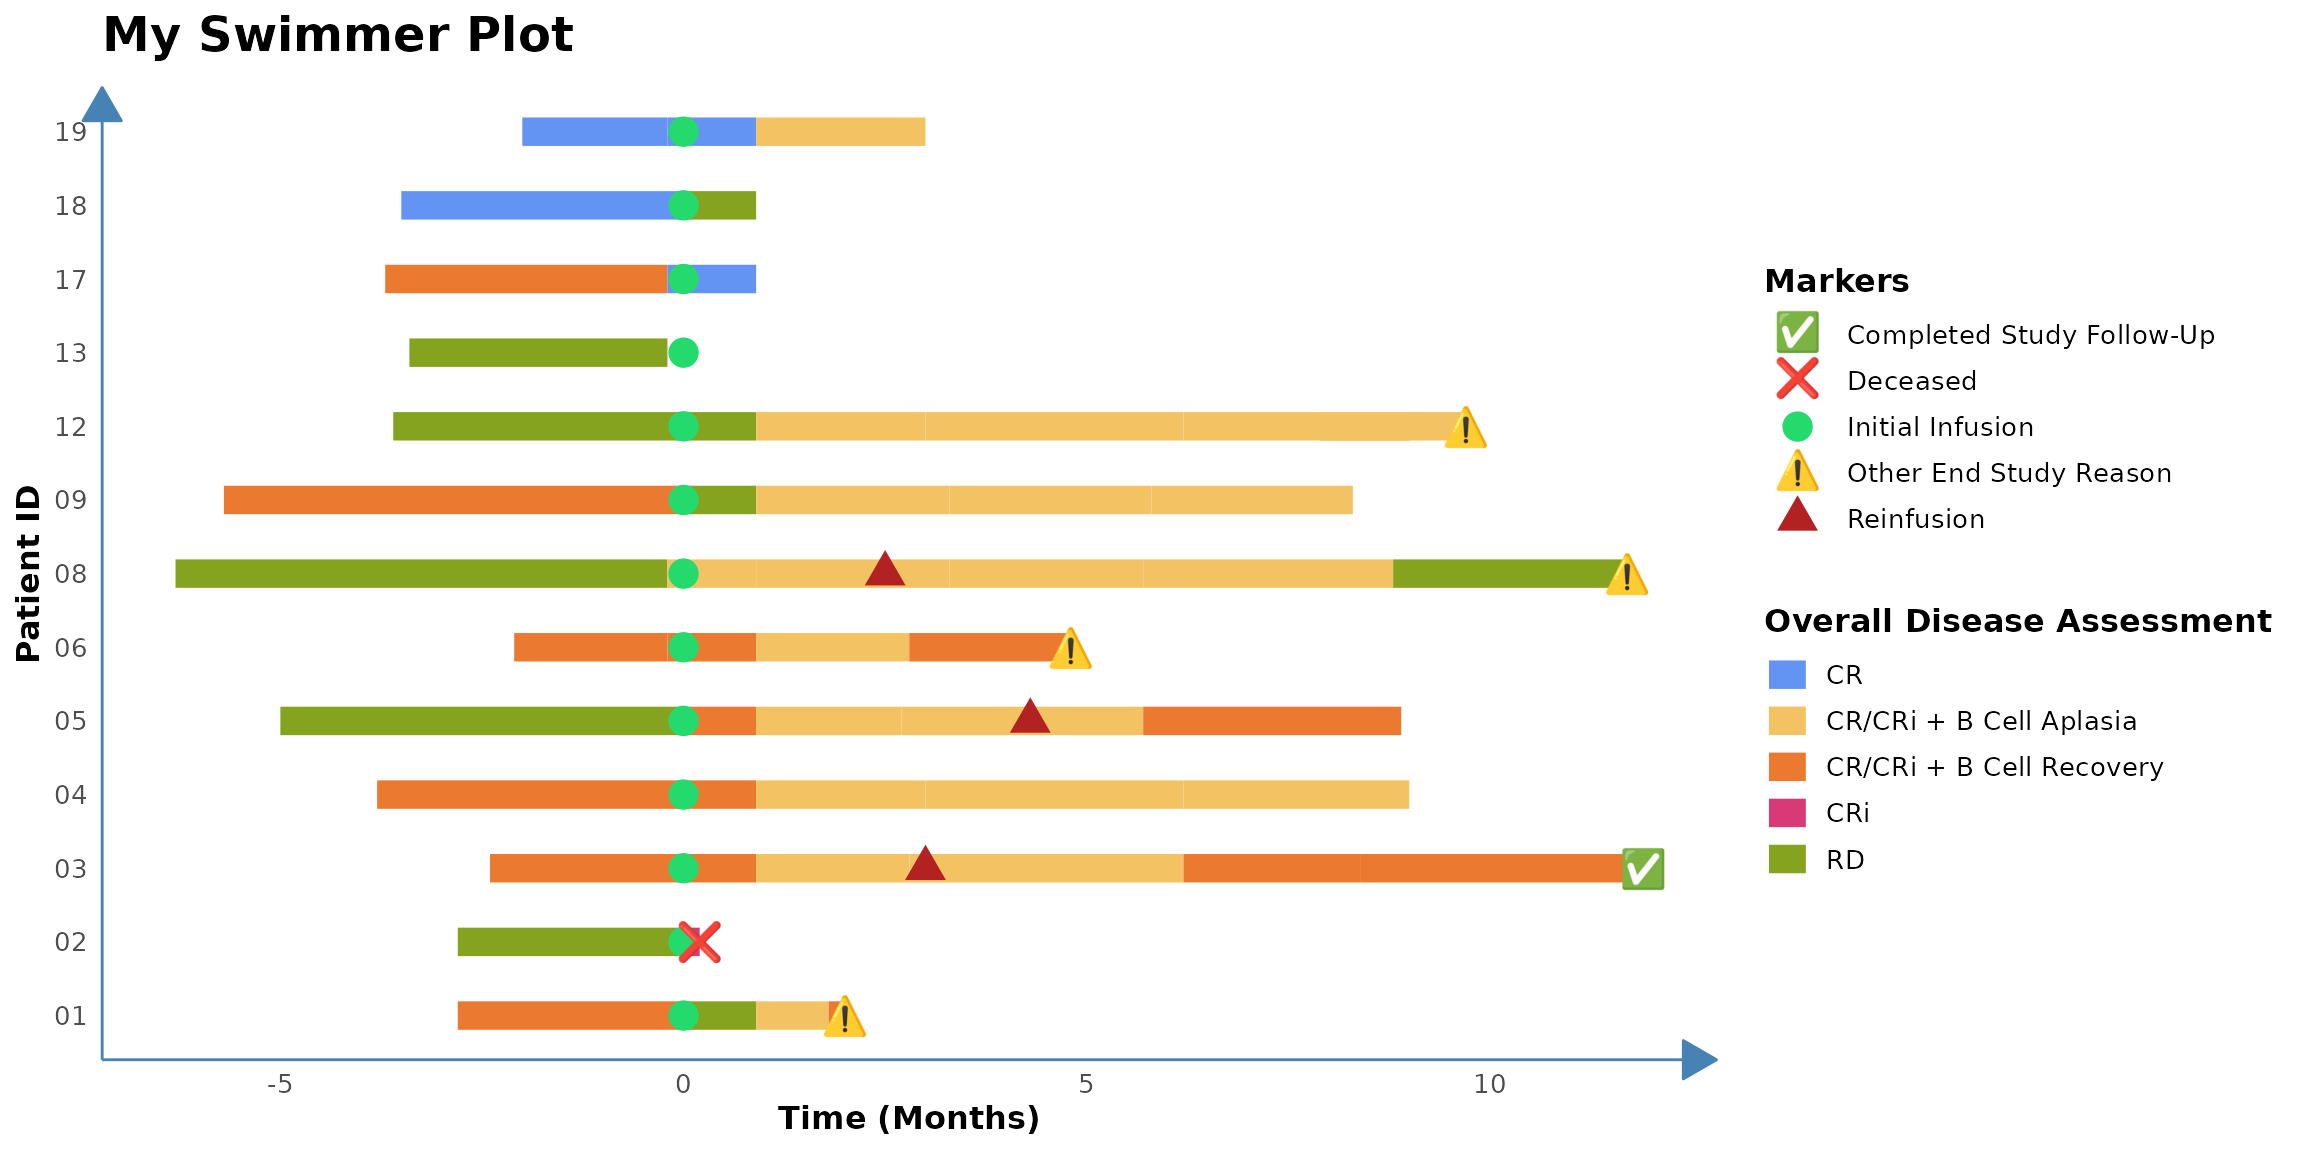 My Swimmer Plot
19
18
17
13
12
09
08
06
05
04
03
02
01
Patient ID
-5
0
5
10
Time (Months)
Markers
Completed Study Follow-Up
Deceased
Initial Infusion
Other End Study Reason
Reinfusion
Overall Disease Assessment
CR
CR/CRi + B Cell Aplasia
CR/CRi + B Cell Recovery
CRi
RD